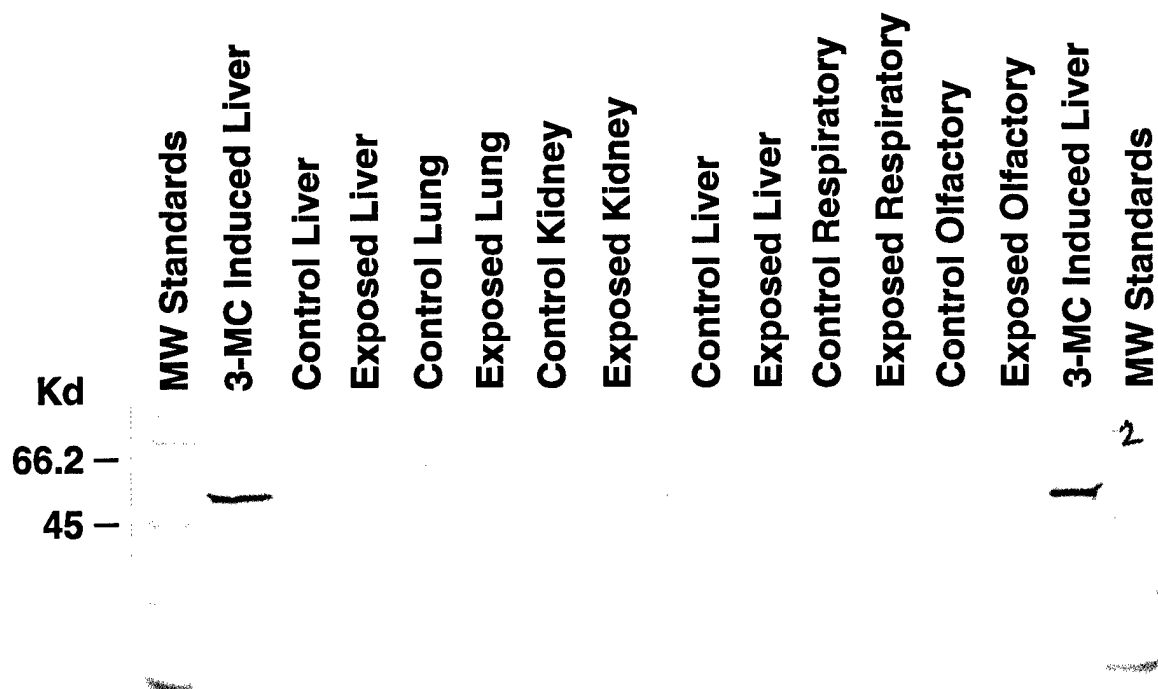 MW Standards
3-MC Induced Liver
Control Liver
Exposed Liver
Control Lung
Exposed Lung
Control Kidney
Exposed Kidney
Control Liver
Exposed Liver
Control Respiratory
Exposed Respiratory
Control Olfactory
Exposed Olfactory
3-MC Induced Liver
MW Standards
Kd
66.2 –
45 –
2